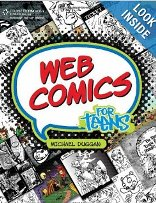 LOOK
INSIDE
WEB
COMICS
FOR teens
MICHAEL DUGGAN